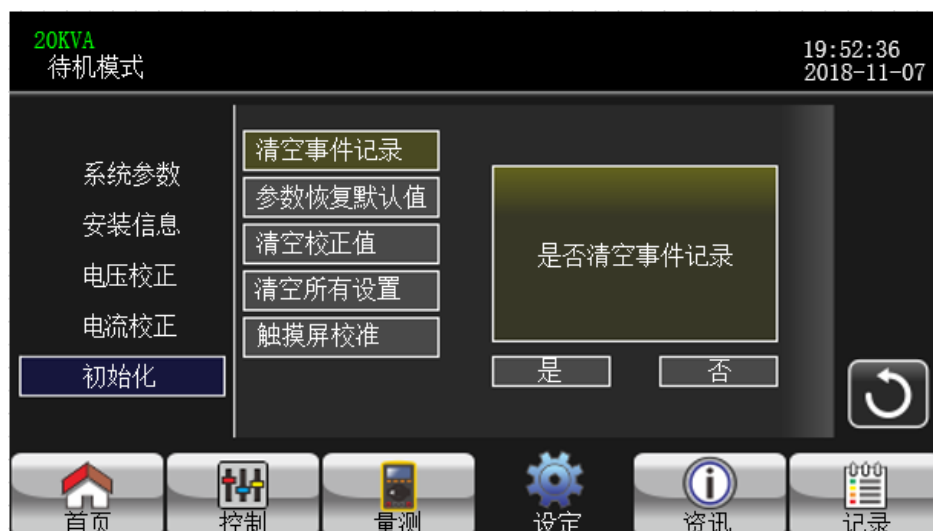 20KVA
待机模式
19:52:36
2018-11-07
系统参数
安装信息
电压校正
电流校正
初始化
清空事件记录
参数恢复默认值
清空校正值
清空所有设置
触摸屏校准
是否清空事件记录
是
否
首页
控制
量测
设定
资讯
记录